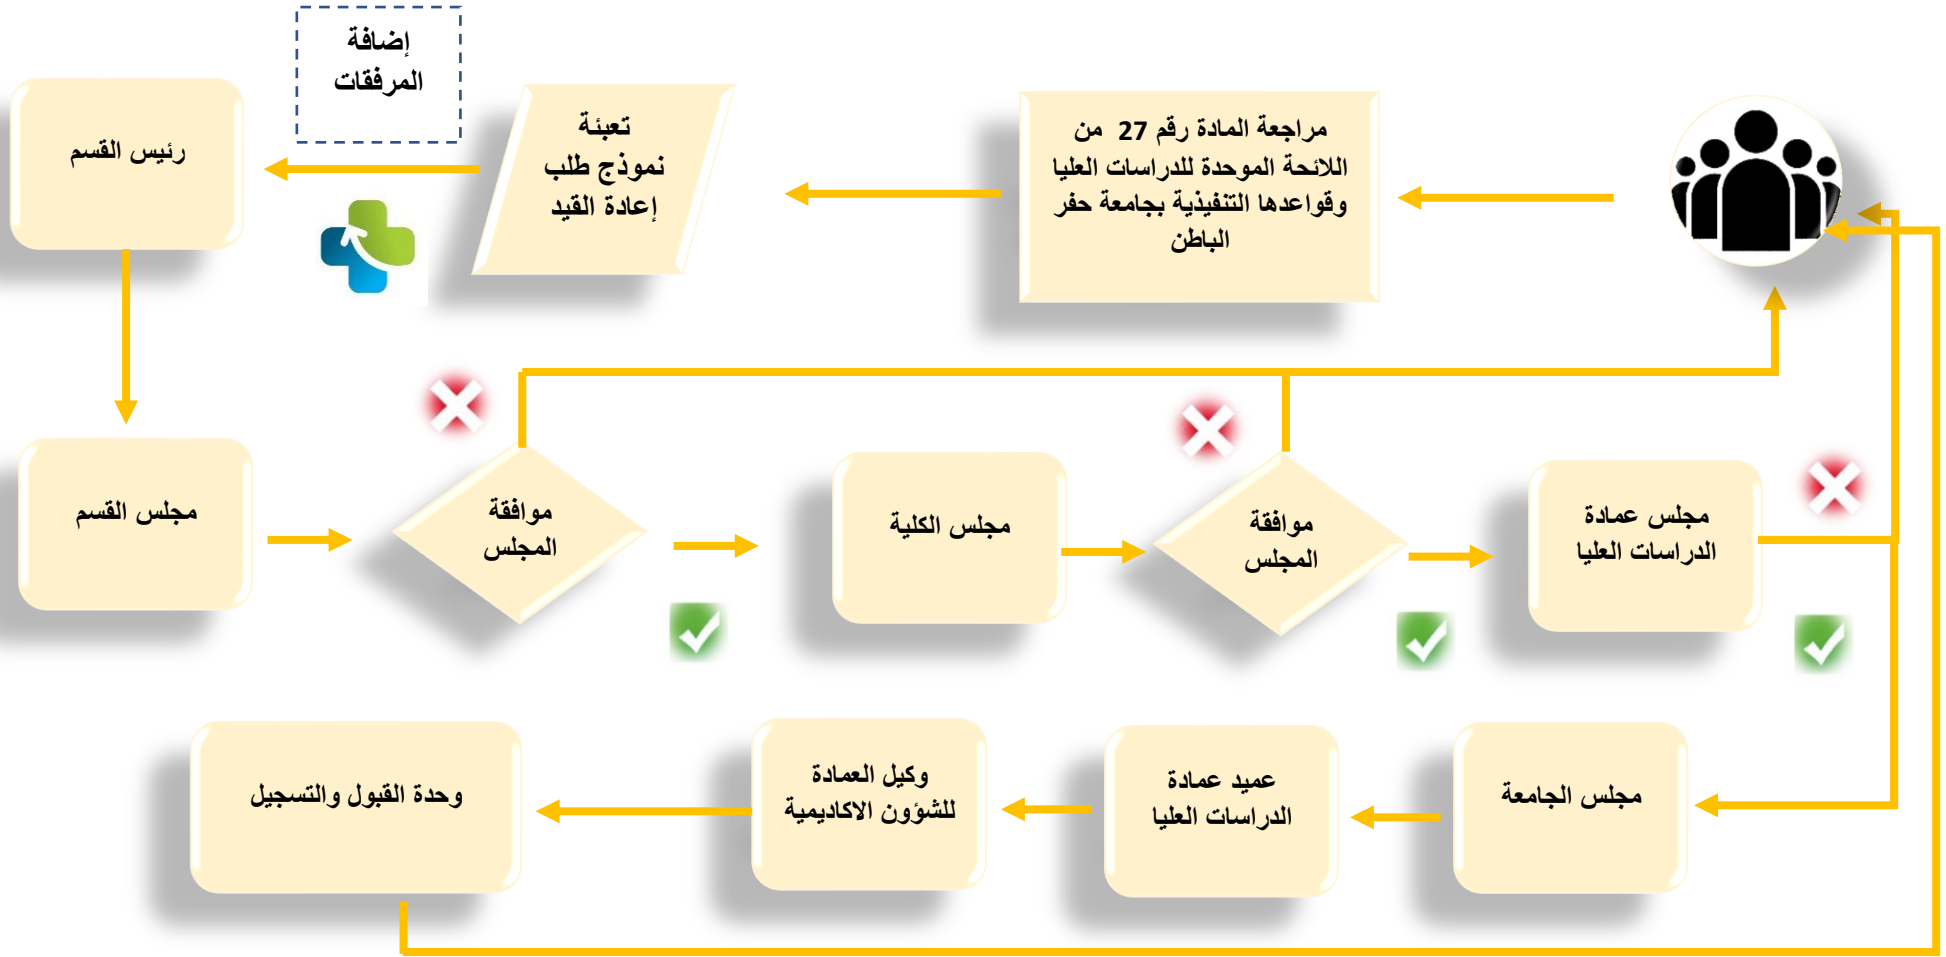 مراجعة المادة رقم 27 من
اللائحة الموحدة للدراسات العليا
وقواعدها التنفيذية بجامعة حفر
الباطن
تعبئة
نموذج طلب
إعادة القيد
إضافة
المرفقات
رئيس القسم
مجلس القسم
موافقة
المجلس
مجلس الكلية
موافقة
المجلس
مجلس عمادة
الدراسات العليا
مجلس الجامعة
عميد عمادة
الدراسات العليا
وكيل العمادة
للشؤون الاكاديمية
وحدة القبول والتسجيل